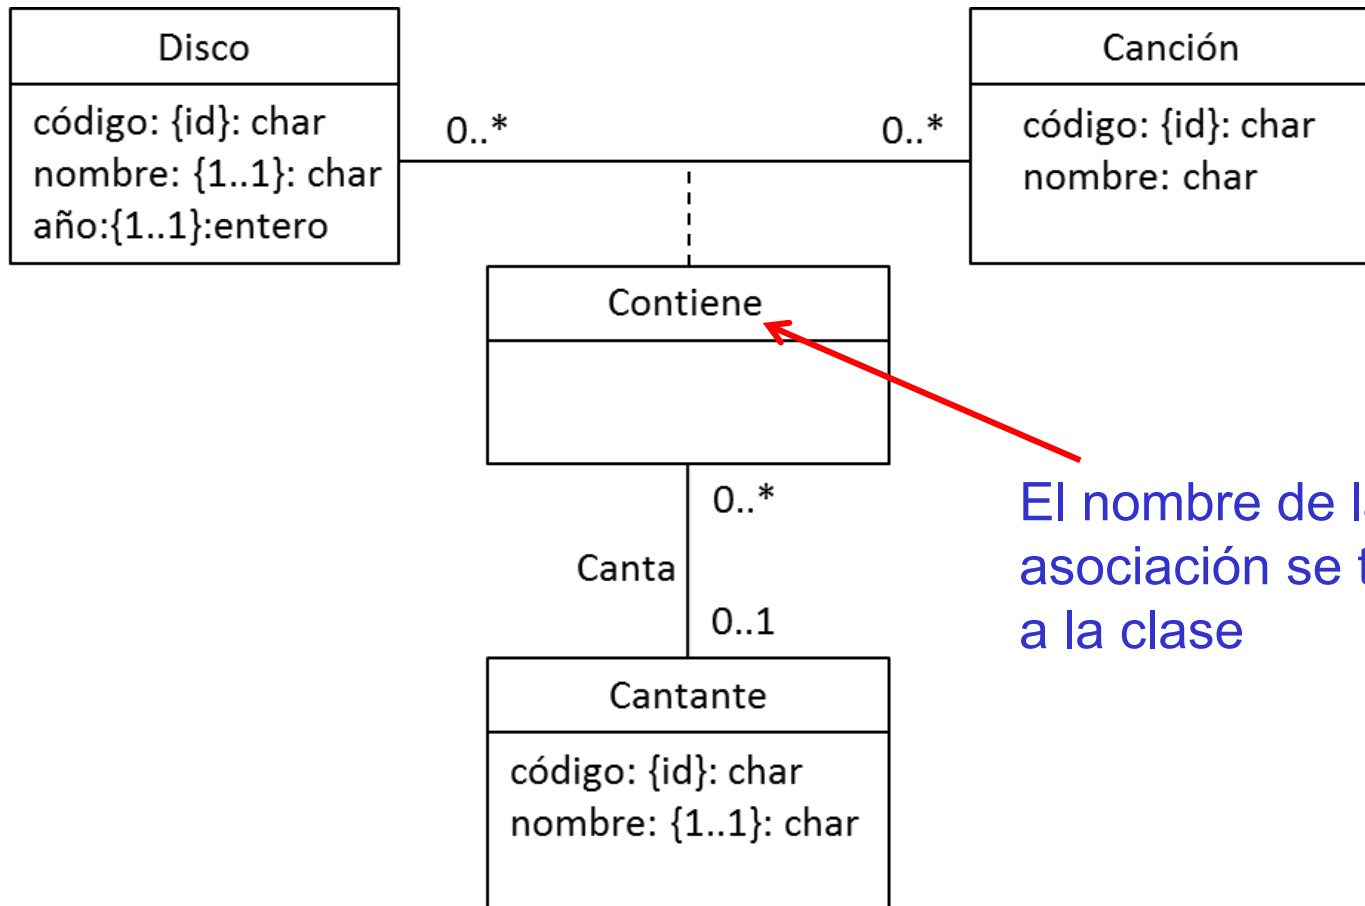 Disco
código: {id}: char
nombre: {1..1}: char
año:{1..1}:entero
0..*
0..*
Canción
código: {id}: char
nombre: char
Contiene
0..*
Canta
0..1
El nombre de
asociación se
a la clase
Cantante
código: {id}: char
nombre: {1..1}: char